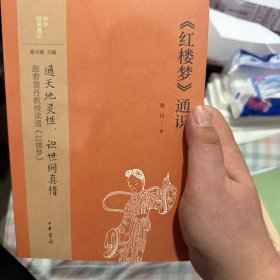 中华
经典通识
陈引驰 主编
《红楼梦》通识
詹丹 著
通天地灵性，识世间真情
跟着詹丹教授读通《红楼梦》
中华书局